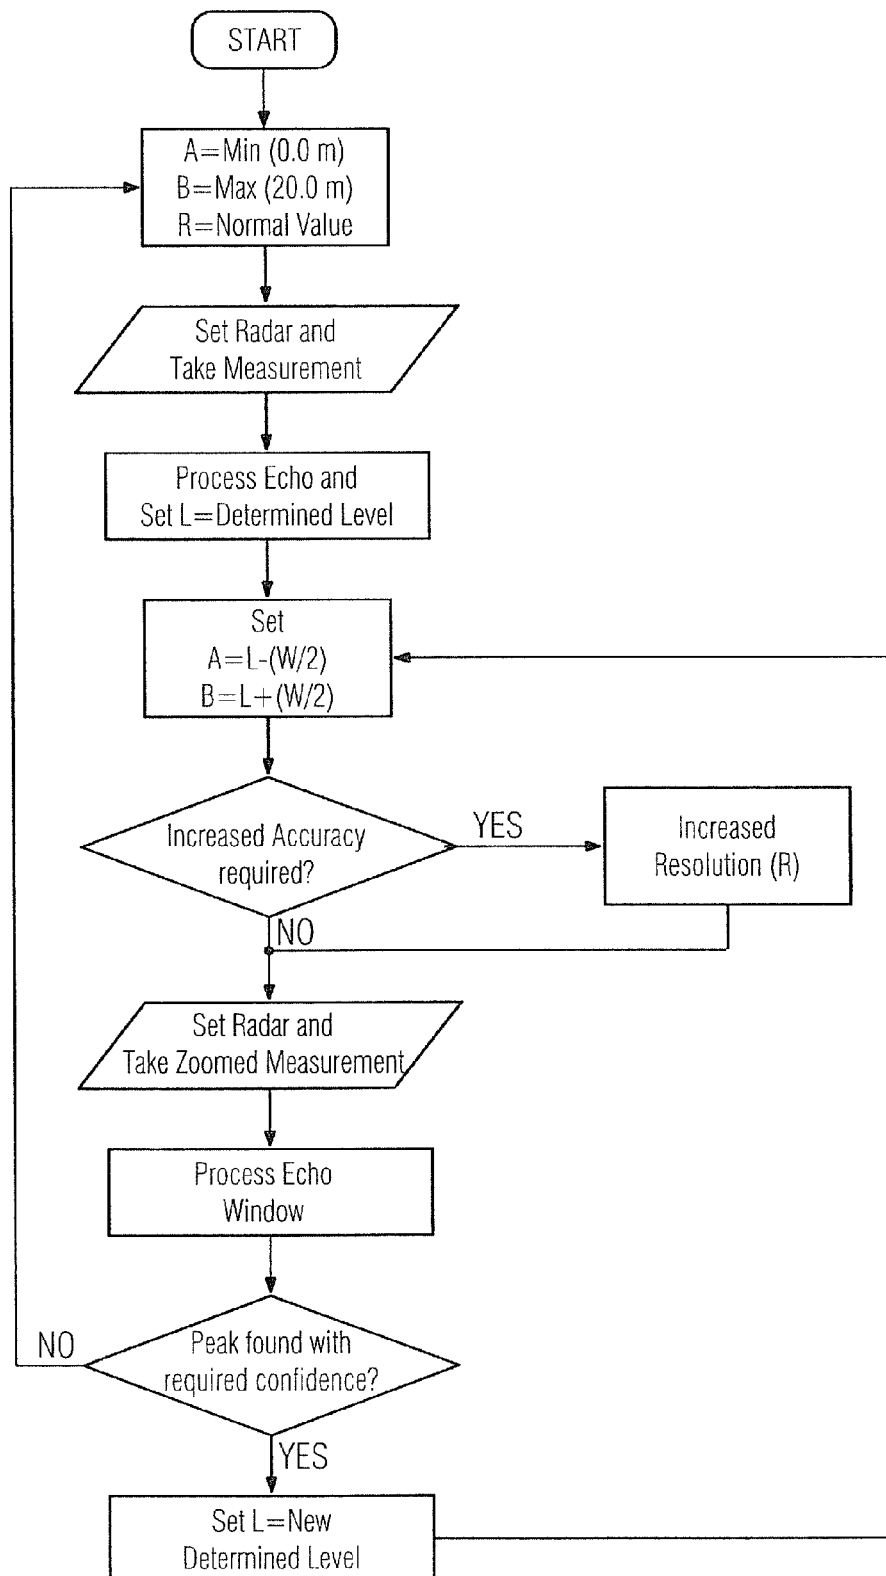 START
A=Min (0.0 m)
B=Max (20.0 m)
R=Normal Value
Set Radar and
Take Measurement
Process Echo and
Set L=Determined Level
Set
A=L-(W/2)
B=L+(W/2)
Increased Accuracy
required?
YES
Increased
Resolution (R)
NO
Set Radar and
Take Zoomed Measurement
Process Echo
Window
Peak found with
required confidence?
NO
YES
Set L=New
Determined Level